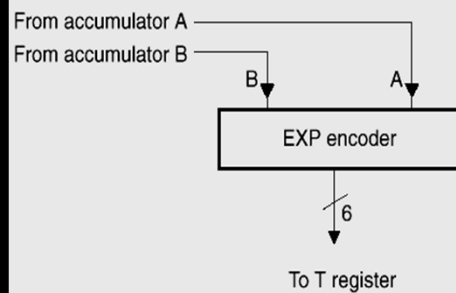 From accumulator A
From accumulator B
B
A
EXP encoder
6
To T register